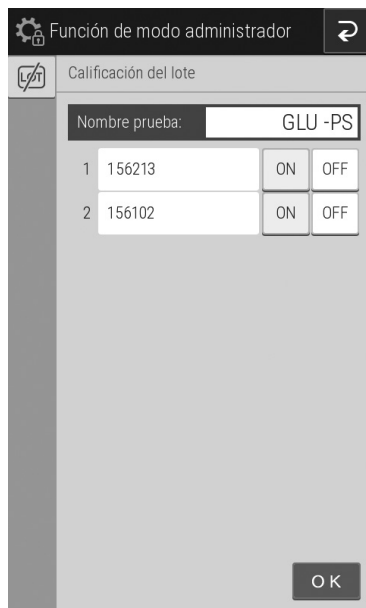 Función de modo administrador
LOT
Calificación del lote
Nombre prueba: GLU -PS
1 156213 ON OFF
2 156102 ON OFF
OK